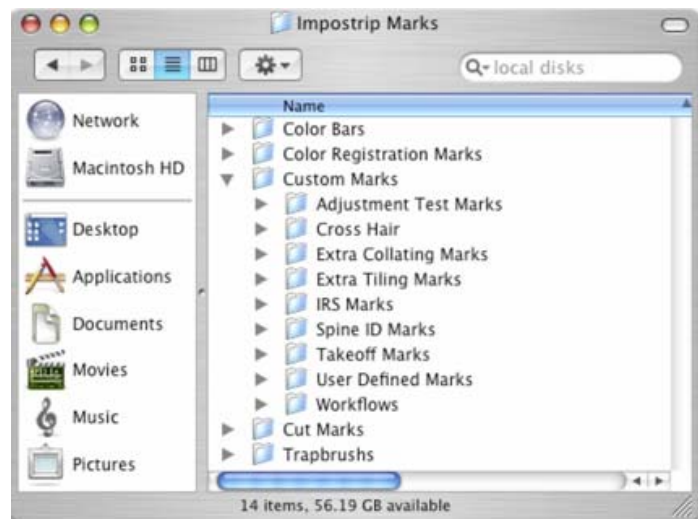 Impostrip Marks
local disks
Network
Macintosh HD
Desktop
Applications
Documents
Movies
Music
Pictures
Name
Color Bars
Color Registration Marks
Custom Marks
Adjustment Test Marks
Cross Hair
Extra Collating Marks
Extra Tiling Marks
IRS Marks
Spine ID Marks
Takeoff Marks
User Defined Marks
Workflows
Cut Marks
Trapbrushs
14 items, 56.19 GB available